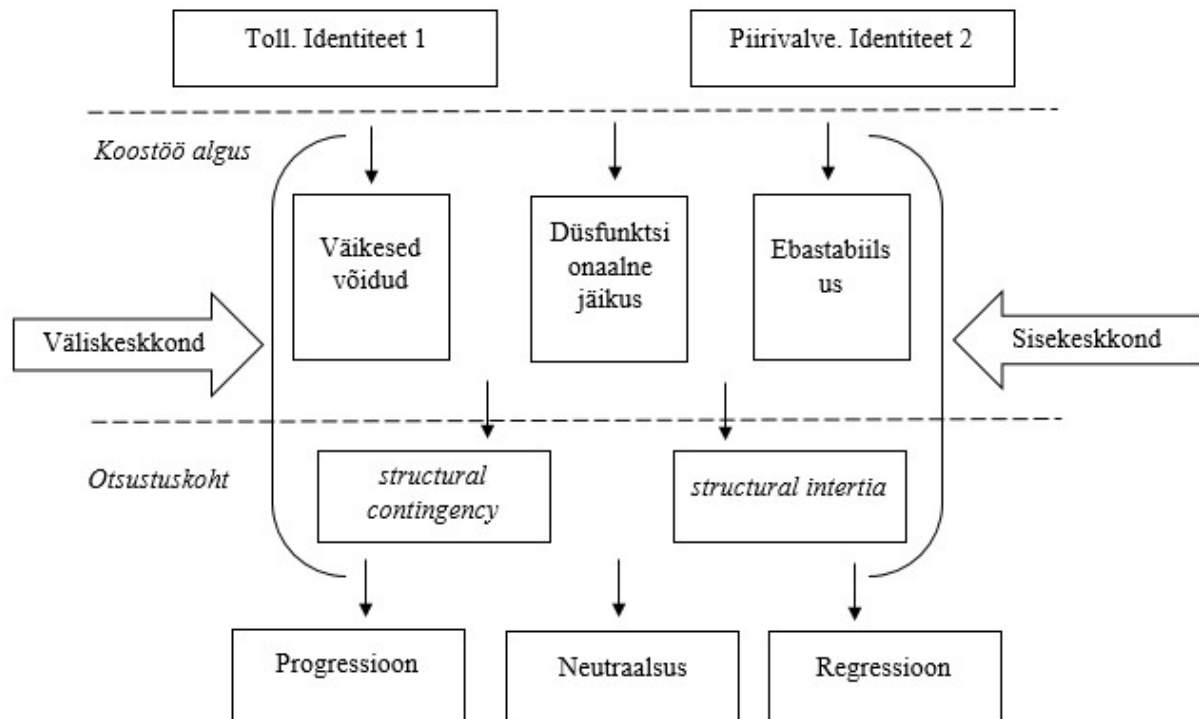 Toll. Identiteet 1
Piirivalve. Identiteet 2
Koostöö algus
Väikesed
võidud
Düsfunktsi
onaalne
jäikus
Ebastabiils
us
Väliskeskkond
Sisekeskkond
Otsustuskoht
structural
contingency
structural intertia
Progressioon
Neutraalsus
Regressioon